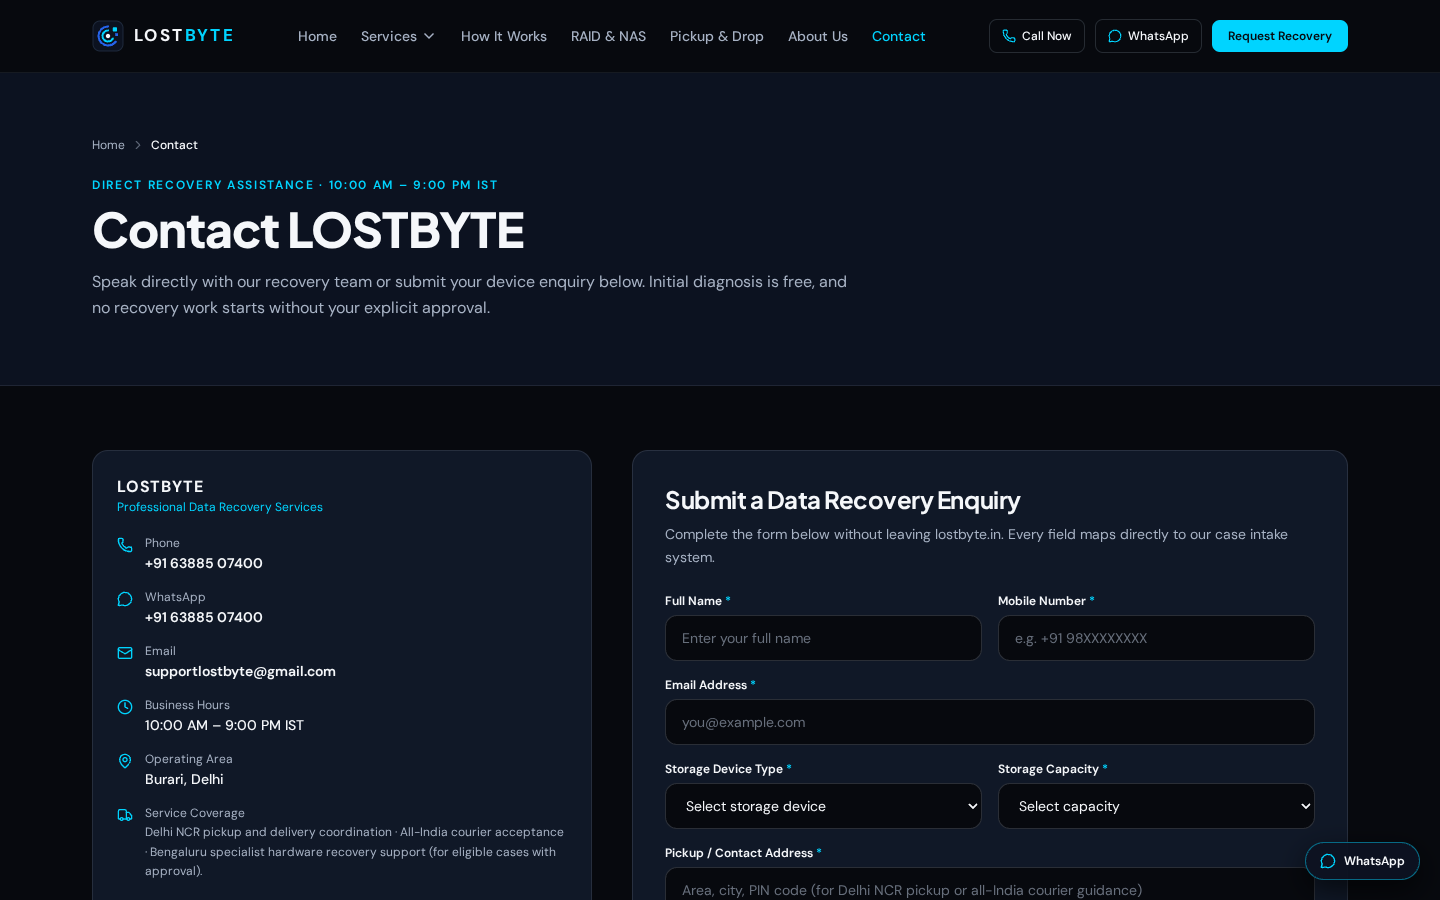 LOSTBYTE
Home
Services
How It Works
RAID & NAS
Pickup & Drop
About Us
Contact
Call Now
WhatsApp
Request Recovery
Home
Contact
DIRECT RECOVERY ASSISTANCE · 10:00 AM – 9:00 PM IST
Contact LOSTBYTE
Speak directly with our recovery team or submit your device enquiry below. Initial diagnosis is free, and
no recovery work starts without your explicit approval.
LOSTBYTE
Professional Data Recovery Services
Phone
+91 63885 07400
WhatsApp
+91 63885 07400
Email
supportlostbyte@gmail.com
Business Hours
10:00 AM – 9:00 PM IST
Operating Area
Burari, Delhi
Service Coverage
Delhi NCR pickup and delivery coordination · All-India courier acceptance
· Bengaluru specialist hardware recovery support (for eligible cases with
approval).
Submit a Data Recovery Enquiry
Complete the form below without leaving lostbyte.in. Every field maps directly to our case intake
system.
Full Name *
Mobile Number *
Enter your full name
e.g. +91 98XXXXXXXX
Email Address *
you@example.com
Storage Device Type *
Storage Capacity *
Select storage device
Select capacity
Pickup / Contact Address *
Area, city, PIN code (for Delhi NCR pickup or all-India courier guidance)
WhatsApp